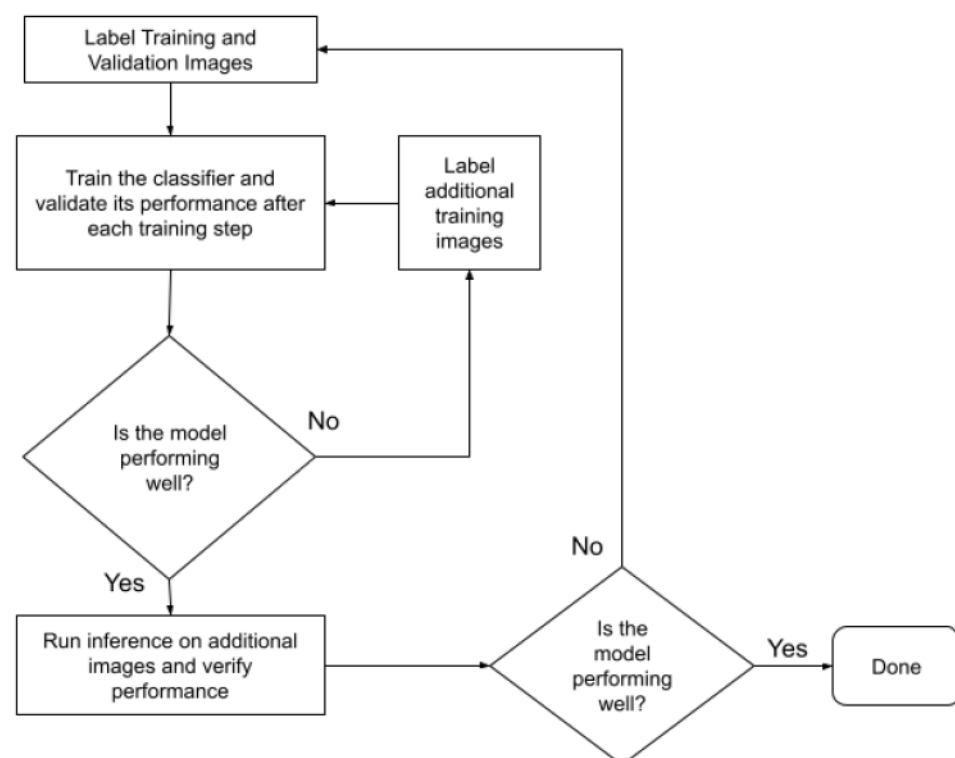 Label Training and
Validation Images
Train the classifier and
validate its performance after
each training step
Label
additional
training
images
Is the model
performing
well?
No
Yes
Run inference on additional
images and verify
performance
No
Is the
model
performing
well?
Yes
Done